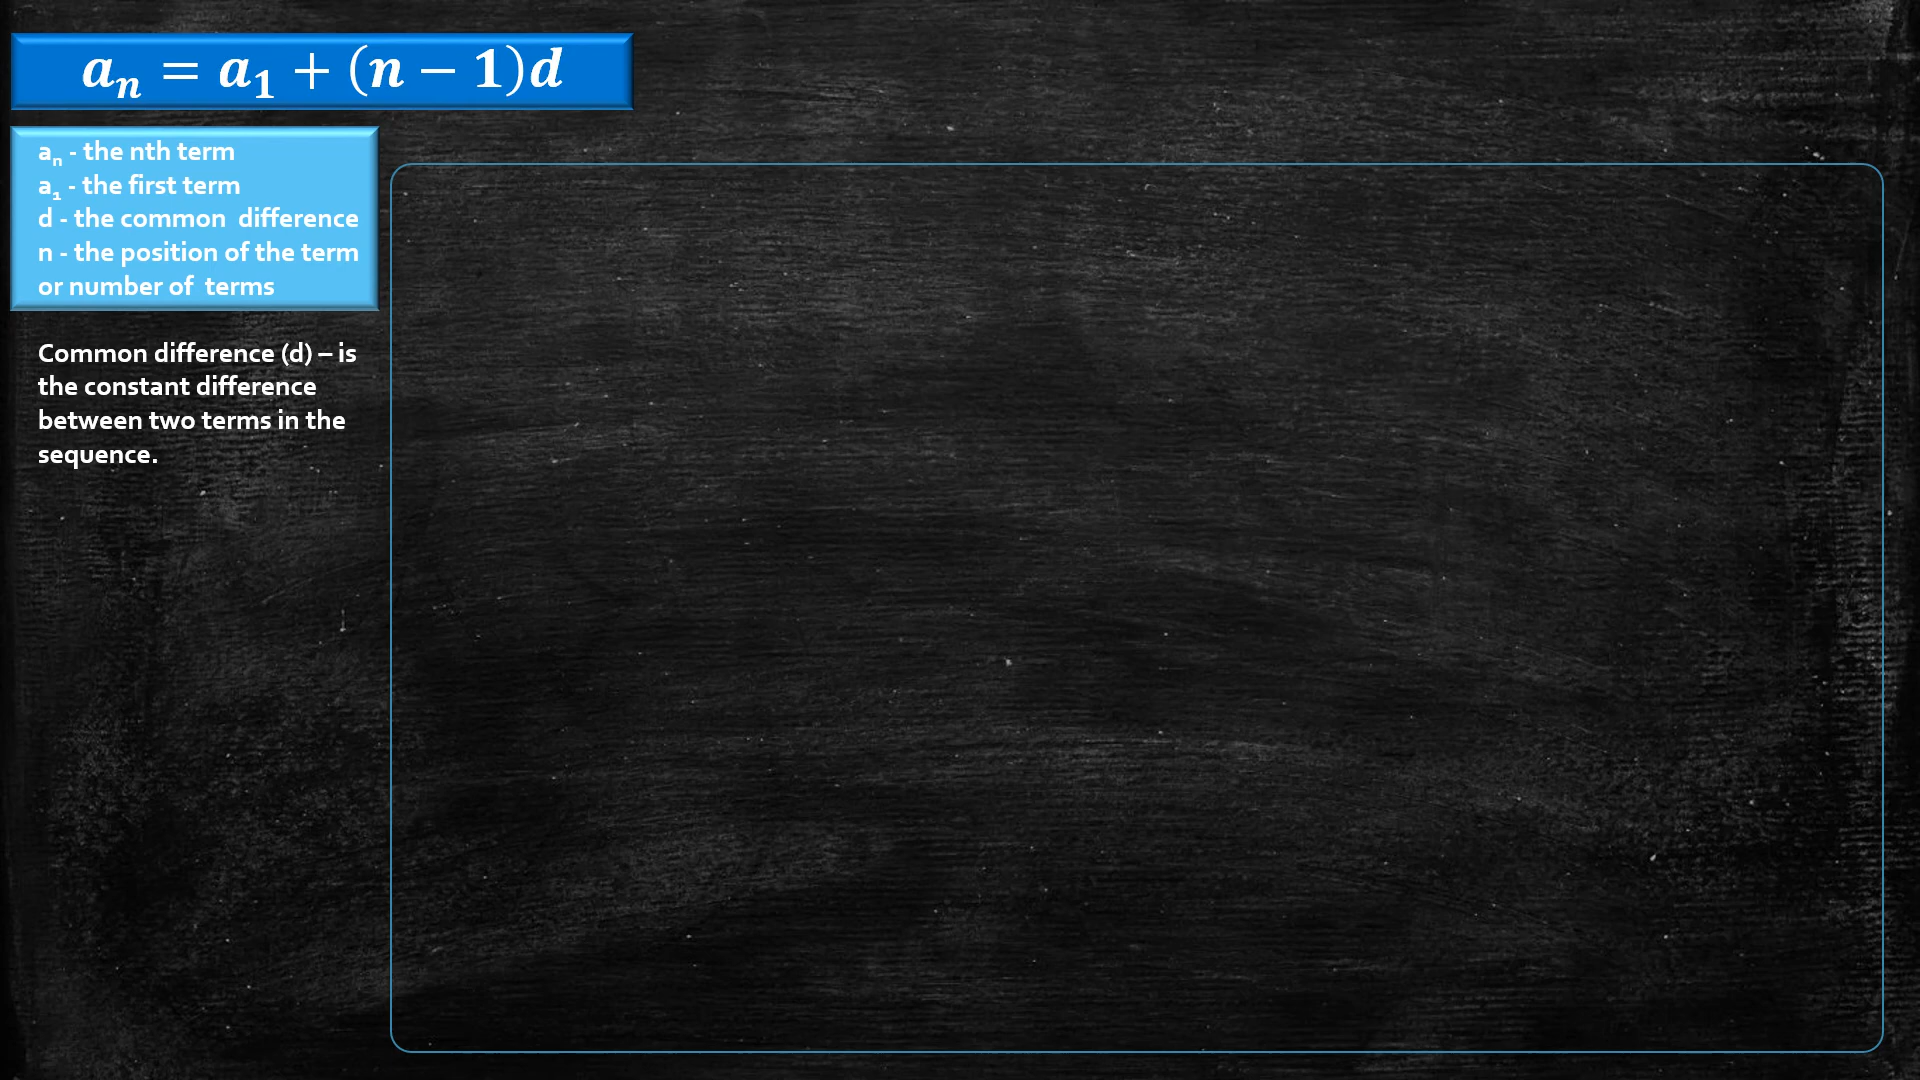 aₙ = a₁ + (n − 1)d
aₙ - the nth term
a₁ - the first term
d - the common  difference
n - the position of the term
or number of  terms
Common difference (d) – is
the constant difference
between two terms in the
sequence.